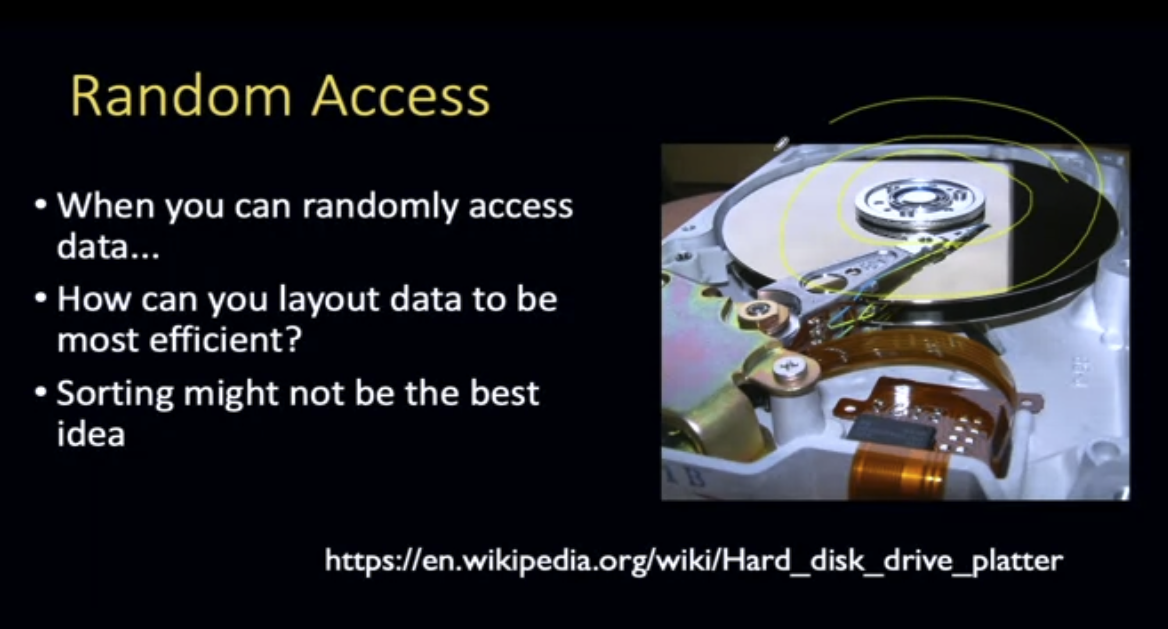 Random Access
• When you can randomly access
data...
• How can you layout data to be
most efficient?
• Sorting might not be the best
idea
https://en.wikipedia.org/wiki/Hard_disk_drive_platter